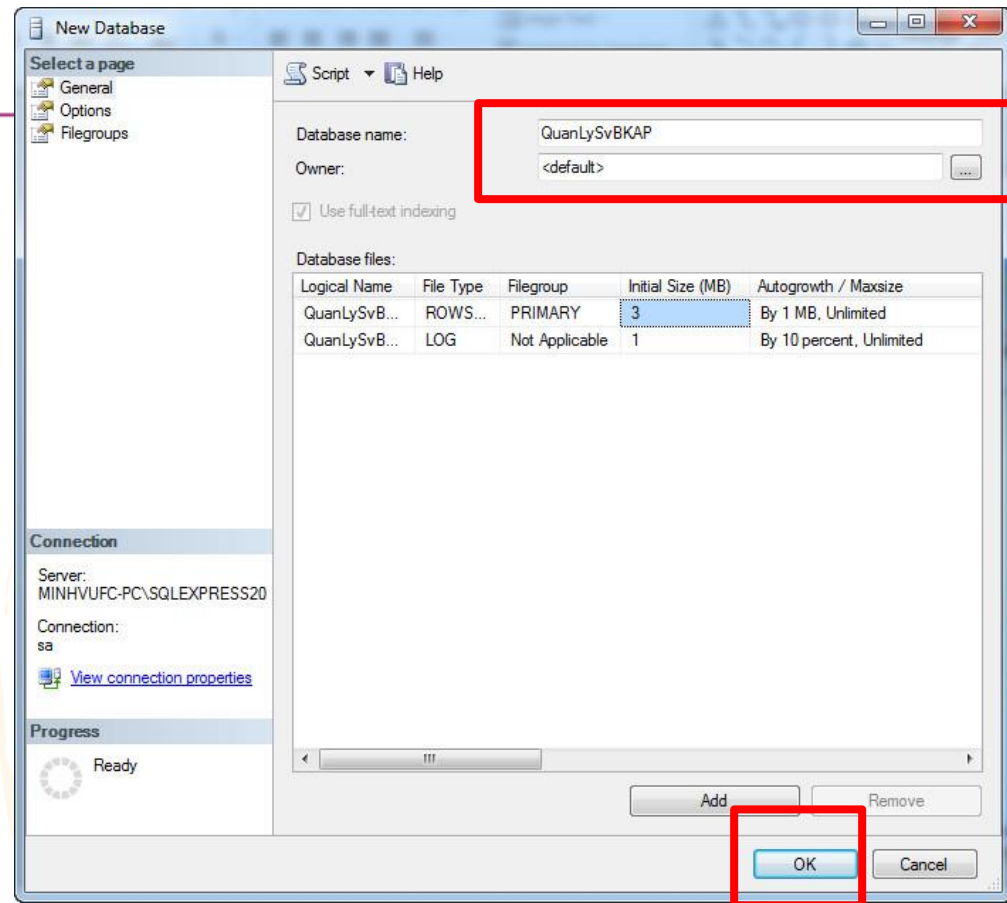 New Database
Select a page
General
Options
Filegroups
Script Help
Database name: QuanLySvBKAP
Owner: <default> ...
Use full-text indexing
Database files:
Logical Name File Type Filegroup Initial Size (MB) Autogrowth / Maxsize
QuanLySvB... ROWS... PRIMARY 3 By 1 MB, Unlimited
QuanLySvB... LOG Not Applicable 1 By 10 percent, Unlimited
Connection
Server:
MINHVUFC-PC\SQLEXPRESS20
Connection:
sa
View connection properties
Progress
Ready
Add Remove
OK Cancel